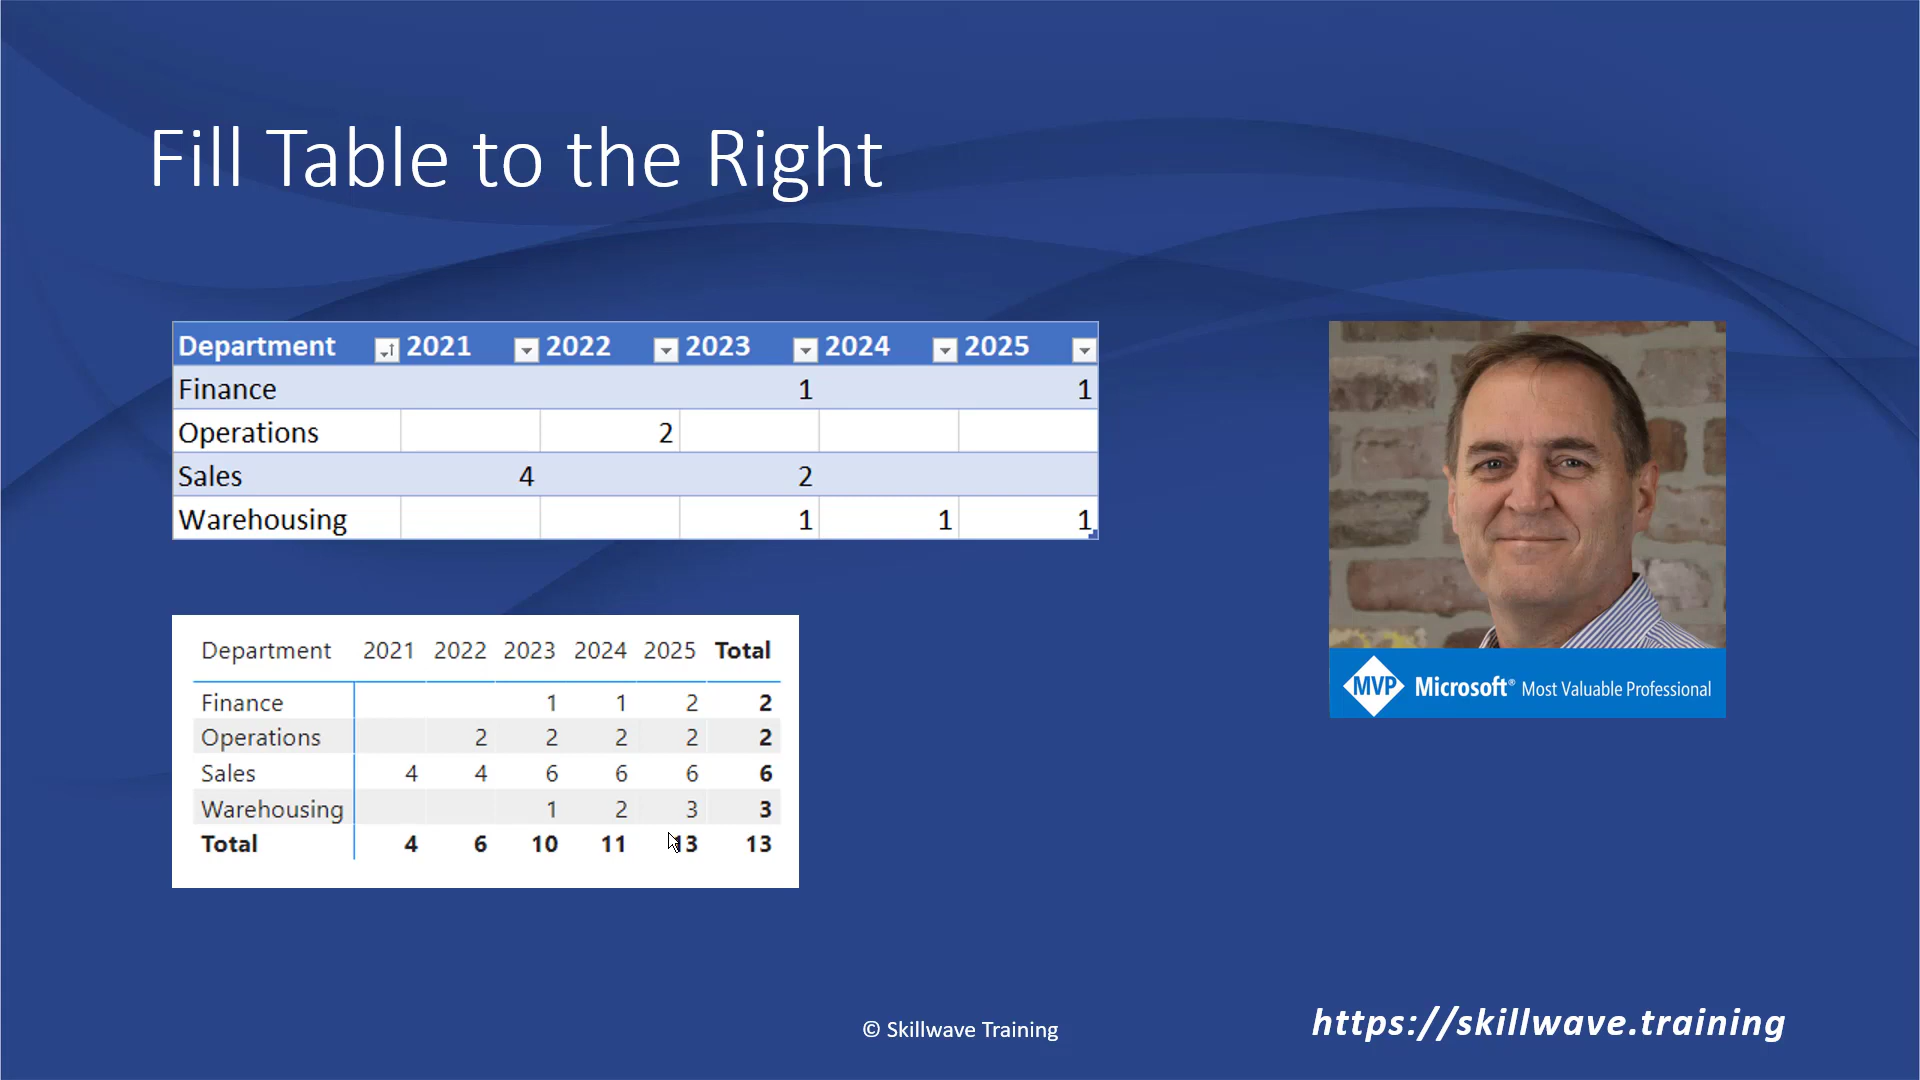 Fill Table to the Right
Department 2021 2022 2023 2024 2025
Finance 1 1
Operations 2
Sales 4 2
Warehousing 1 1 1
Department 2021 2022 2023 2024 2025 Total
Finance 1 1 2 2
Operations 2 2 2 2 2
Sales 4 4 6 6 6 6
Warehousing 1 2 3 3
Total 4 6 10 11 13 13
MVP Microsoft® Most Valuable Professional
© Skillwave Training
https://skillwave.training